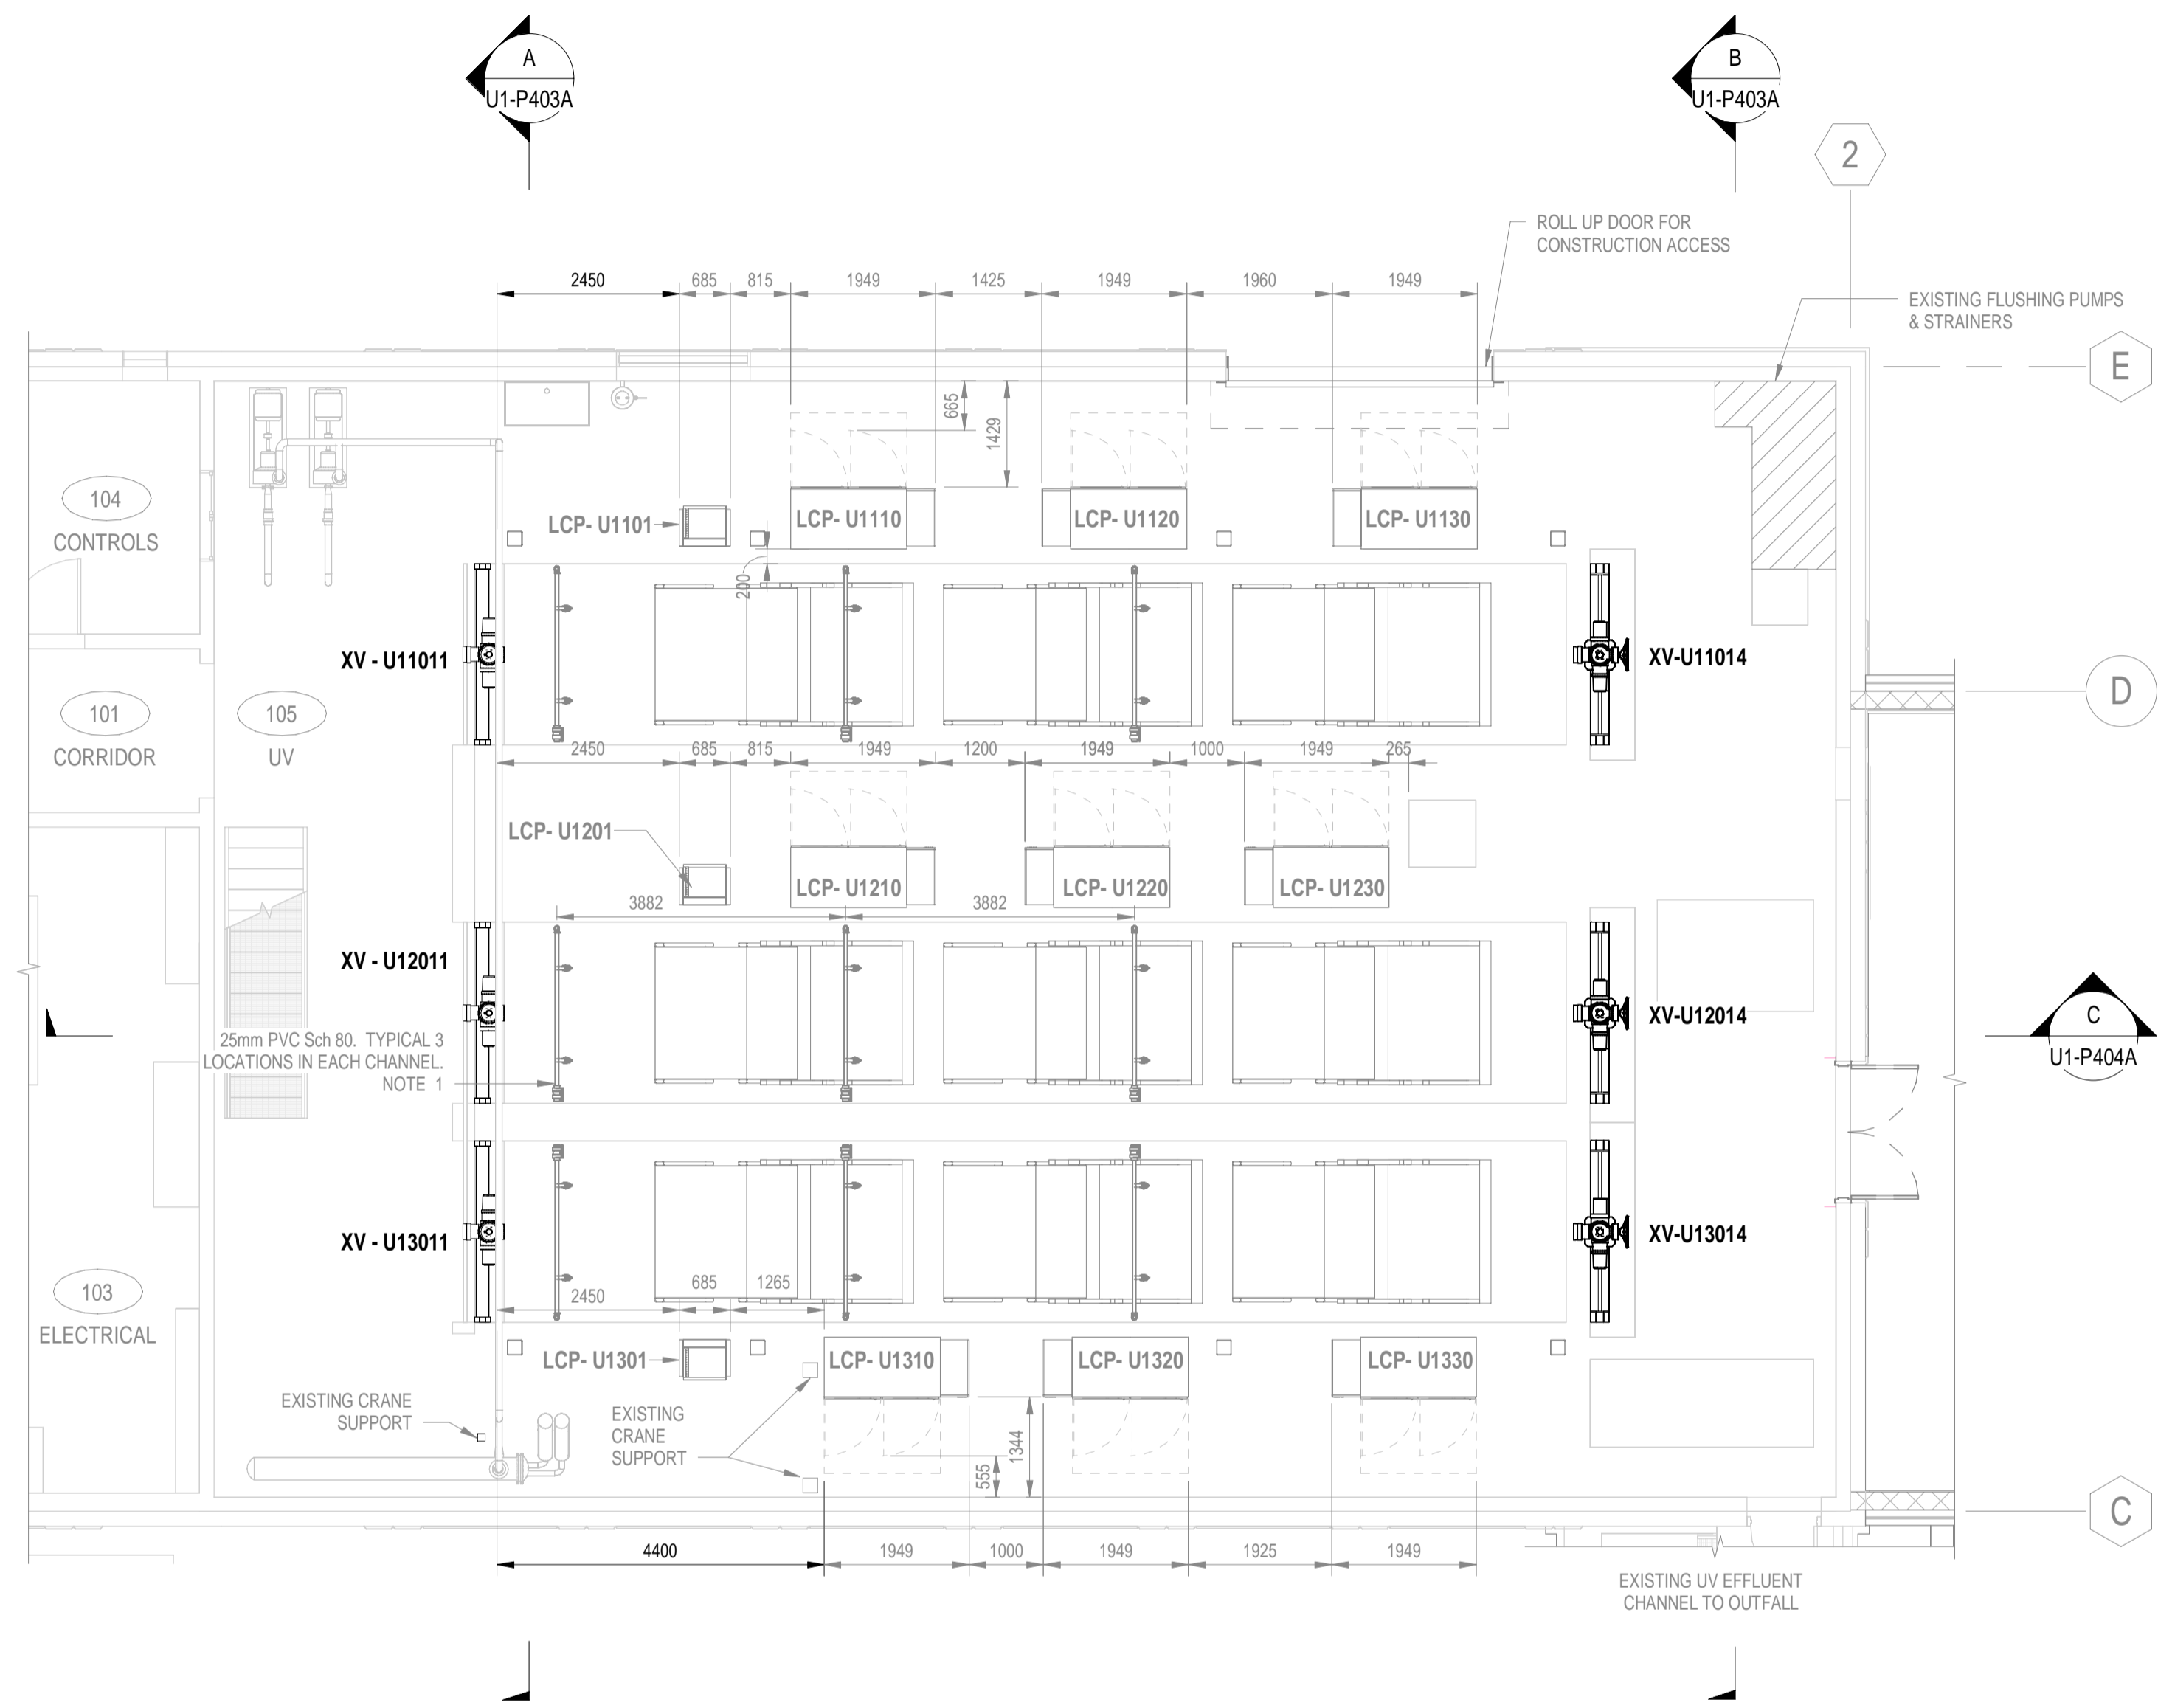 A
U1-P403A
B
U1-P403A
2
ROLL UP DOOR FOR
CONSTRUCTION ACCESS
2450
685
815
1949
1425
1949
1960
1949
EXISTING FLUSHING PUMPS
& STRAINERS
E
665
1429
104
CONTROLS
LCP- U1101
LCP- U1110
LCP- U1120
LCP- U1130
200
XV - U11011
XV-U11014
D
101
CORRIDOR
105
UV
2450
685
815
1949
1200
1949
1000
1949
265
LCP- U1201
LCP- U1210
LCP- U1220
LCP- U1230
3882
3882
XV - U12011
XV-U12014
C
U1-P404A
25mm PVC Sch 80. TYPICAL 3
LOCATIONS IN EACH CHANNEL.
NOTE 1
XV - U13011
XV-U13014
103
ELECTRICAL
2450
685
1265
LCP- U1301
LCP- U1310
LCP- U1320
LCP- U1330
EXISTING CRANE
SUPPORT
EXISTING
CRANE
SUPPORT
555
1344
C
4400
1949
1000
1949
1925
1949
EXISTING UV EFFLUENT
CHANNEL TO OUTFALL